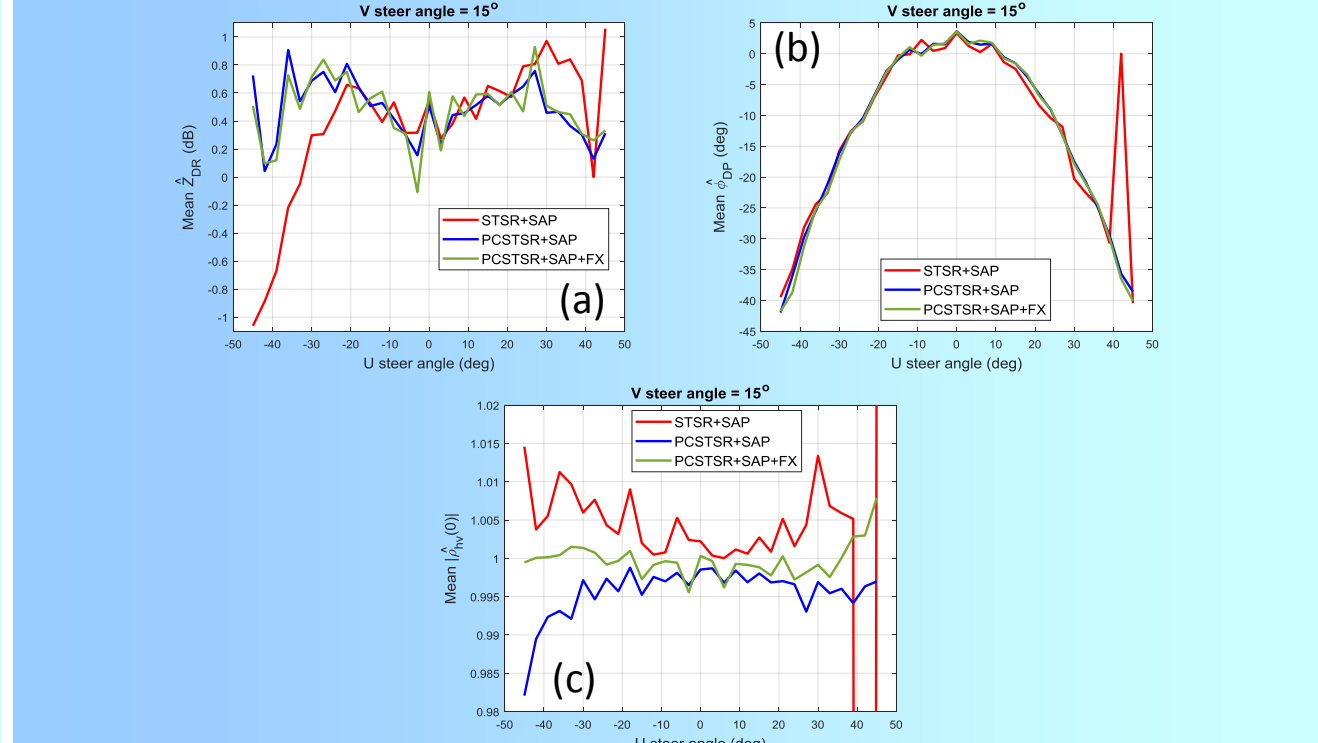 V steer angle = 15°
1
0.8
0.6
0.4
0.2
0
-0.2
-0.4
-0.6
-0.8
-1
Mean ẐDR (dB)
STSR+SAP
PCSTSR+SAP
PCSTSR+SAP+FX
(a)
-50 -40 -30 -20 -10 0 10 20 30 40 50
U steer angle (deg)
V steer angle = 15°
(b)
5
0
-5
-10
-15
-20
-25
-30
-35
-40
-45
Mean ϕ̂DP (deg)
STSR+SAP
PCSTSR+SAP
PCSTSR+SAP+FX
-50 -40 -30 -20 -10 0 10 20 30 40 50
U steer angle (deg)
V steer angle = 15°
1.02
1.015
1.01
1.005
1
0.995
0.99
0.985
0.98
Mean |ρ̂hv(0)|
STSR+SAP
PCSTSR+SAP
PCSTSR+SAP+FX
(c)
-50 -40 -30 -20 -10 0 10 20 30 40 50
U steer angle (deg)